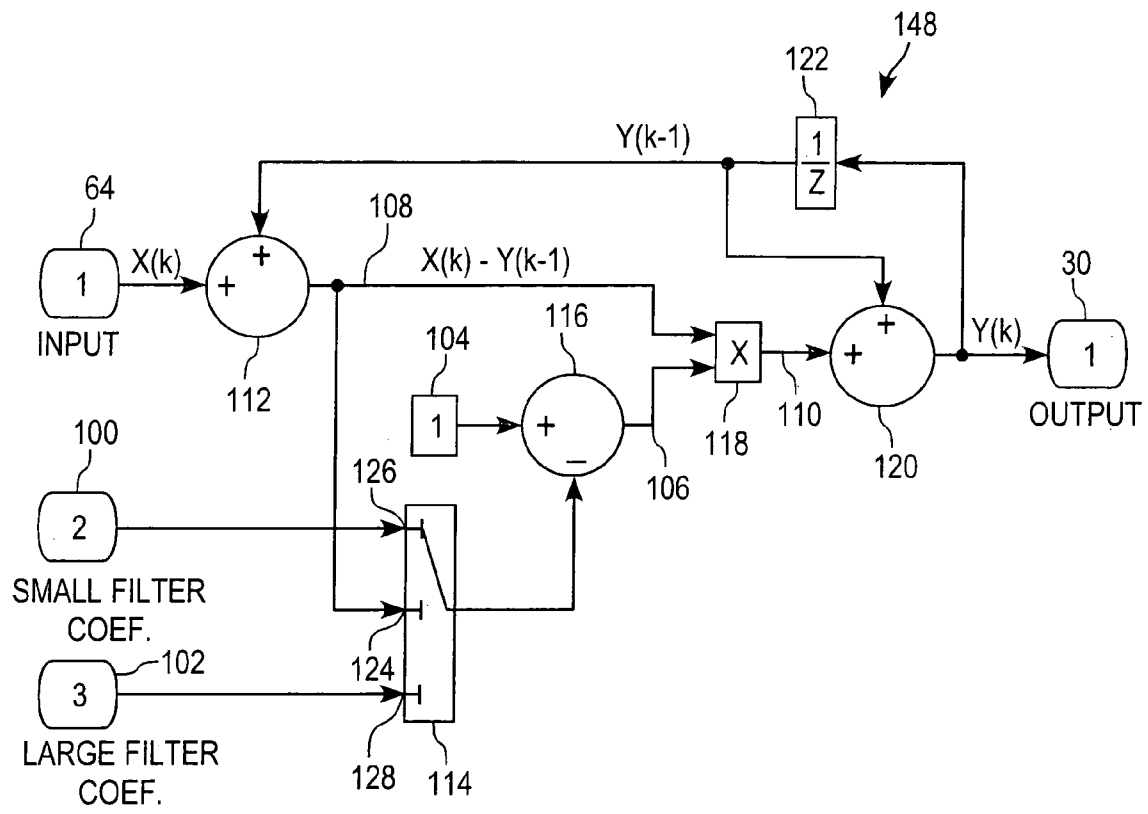 148
122
Y(k-1)
1
Z
64
108
X(k)
+
X(k) - Y(k-1)
30
1
+
116
+
Y(k)
INPUT
104
X
+
1
112
1
+
110
OUTPUT
118
120
100
−
106
126
2
SMALL FILTER
COEF.
124
102
3
LARGE FILTER
COEF.
128
114